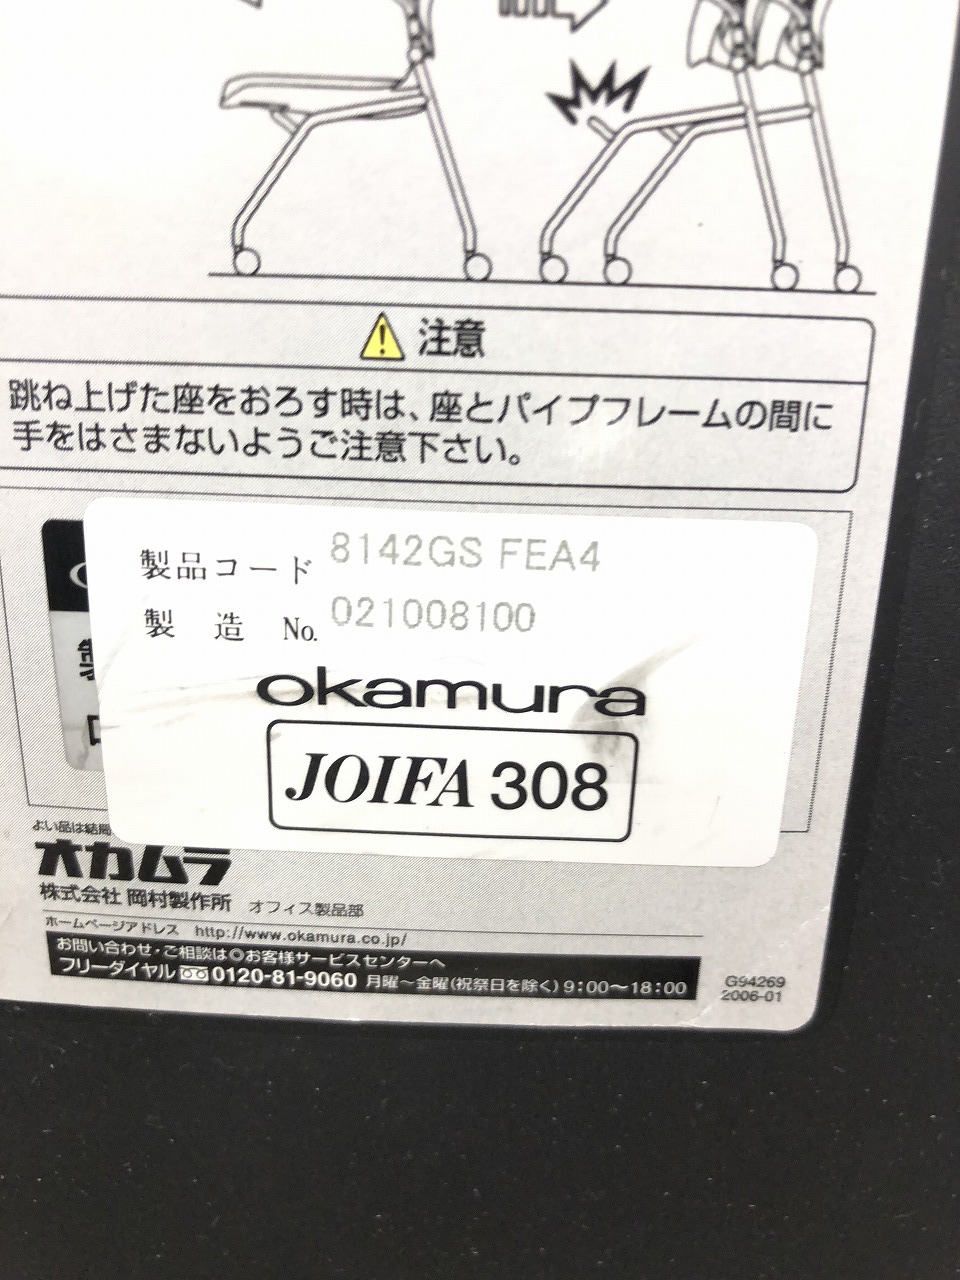 注意
跳ね上げた座をおろす時は、座とパイプフレームの間に
手をはさまないようご注意下さい。
製品コード 8142GS FEA4
製造 No. 021008100
okamura
JOIFA 308
よい品は結局
オカムラ
株式会社 岡村製作所 オフィス製品部
ホームページアドレス http://www.okamura.co.jp/
お問い合わせ・ご相談は◎お客様サービスセンターへ
フリーダイヤル 0120-81-9060 月曜～金曜(祝祭日を除く)9:00～18:00
G94269
2006-01